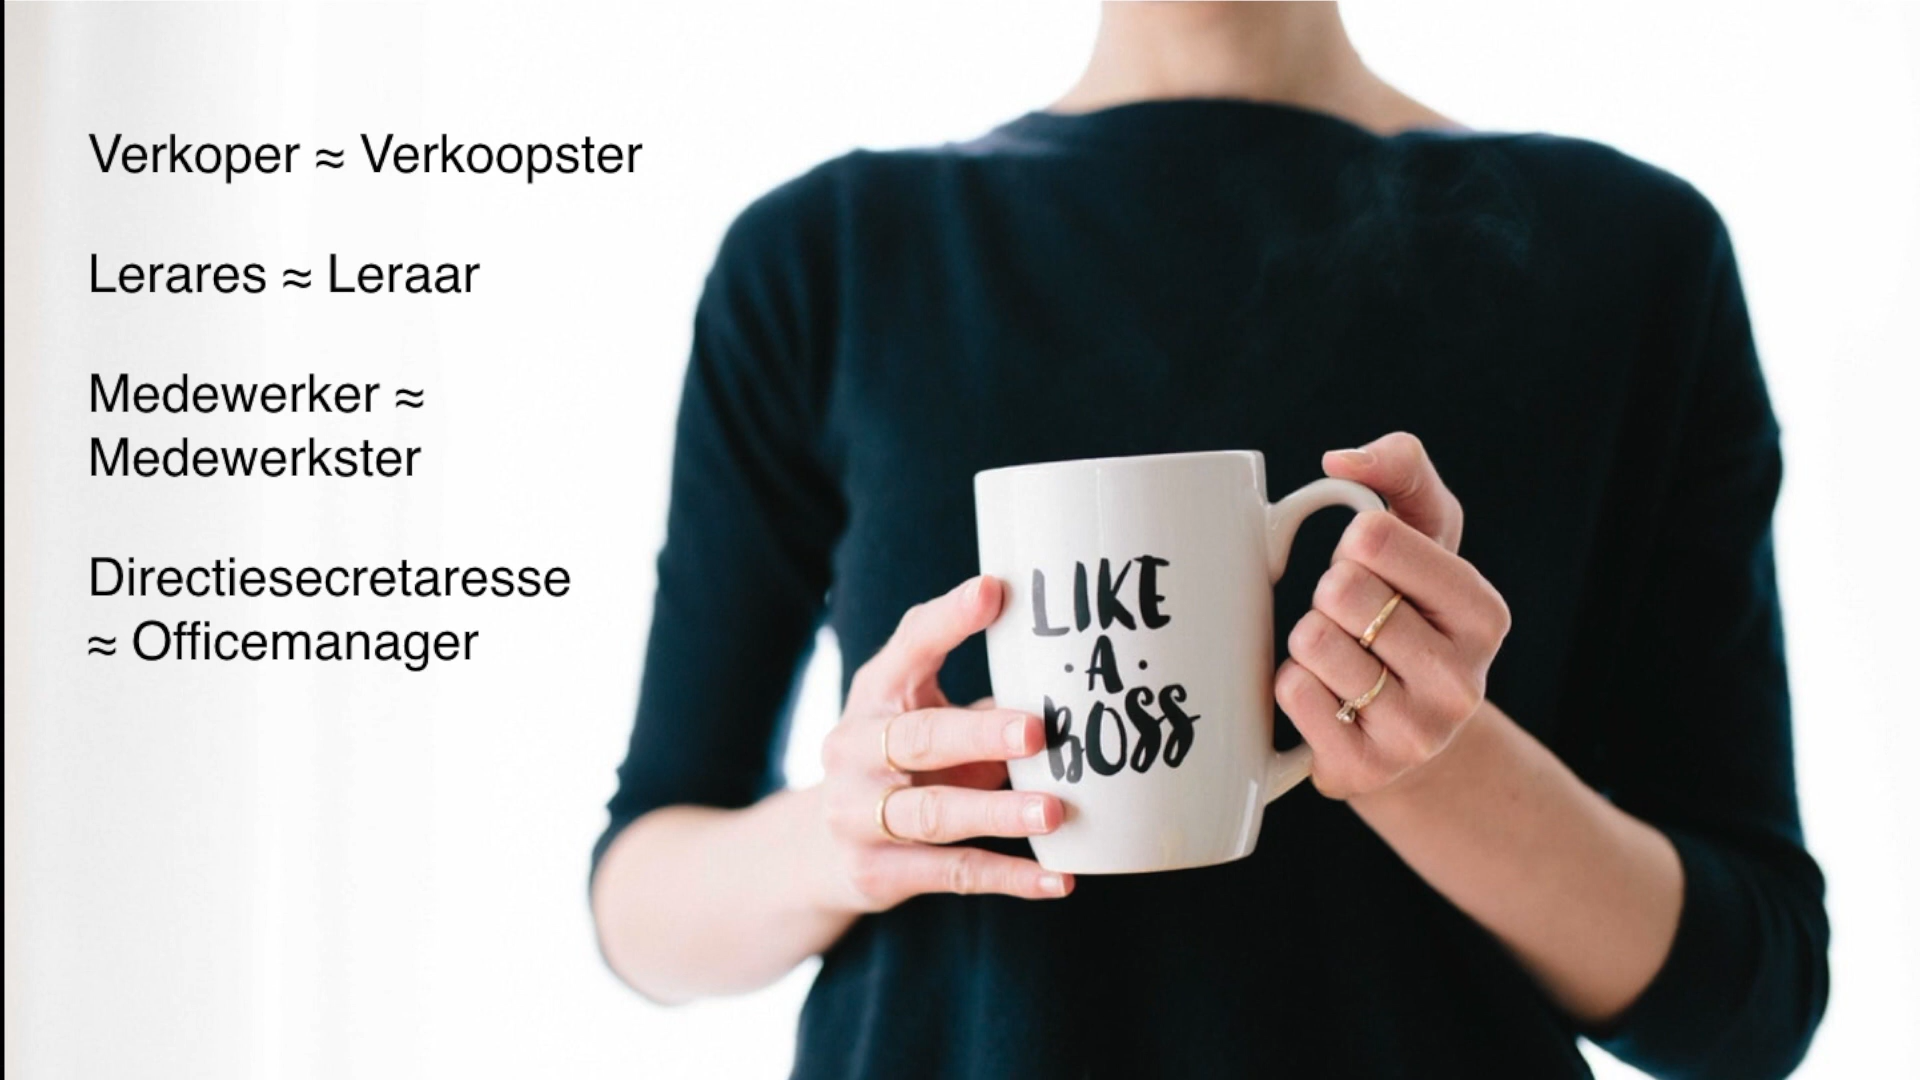 Verkoper ≈ Verkoopster
Lerares ≈ Leraar
Medewerker ≈
Medewerkster
Directiesecretaresse
≈ Officemanager
LIKE
· A ·
BOSS